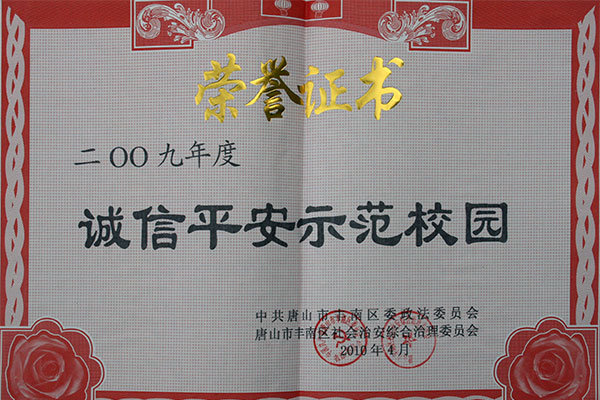 荣誉证书
二〇〇九年度
诚信平安示范校园
中共唐山市丰南区委政法委员会
唐山市丰南区社会治安综合治理委员会
2010年4月